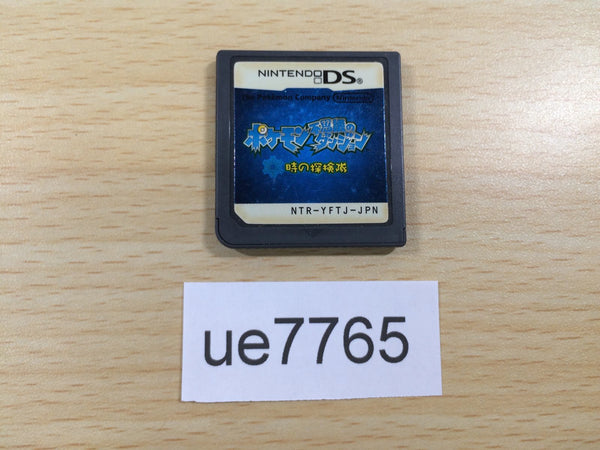 NINTENDO DS®
The Pokémon Company Nintendo
ポケモン不思議のダンジョン
時の探検隊
NTR-YFTJ-JPN
ue7765